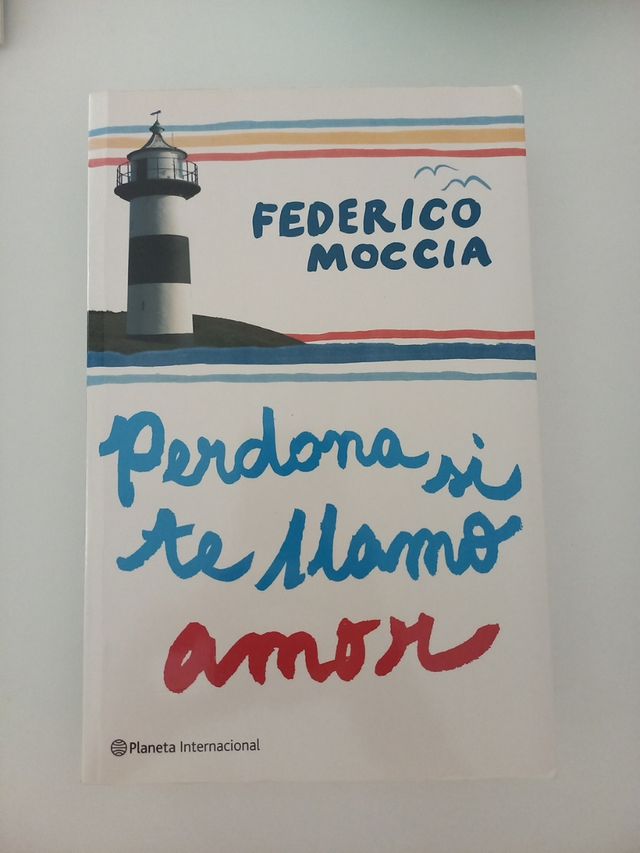 FEDERICO
MOCCIA
Perdona si
te llamo
amor
Planeta Internacional